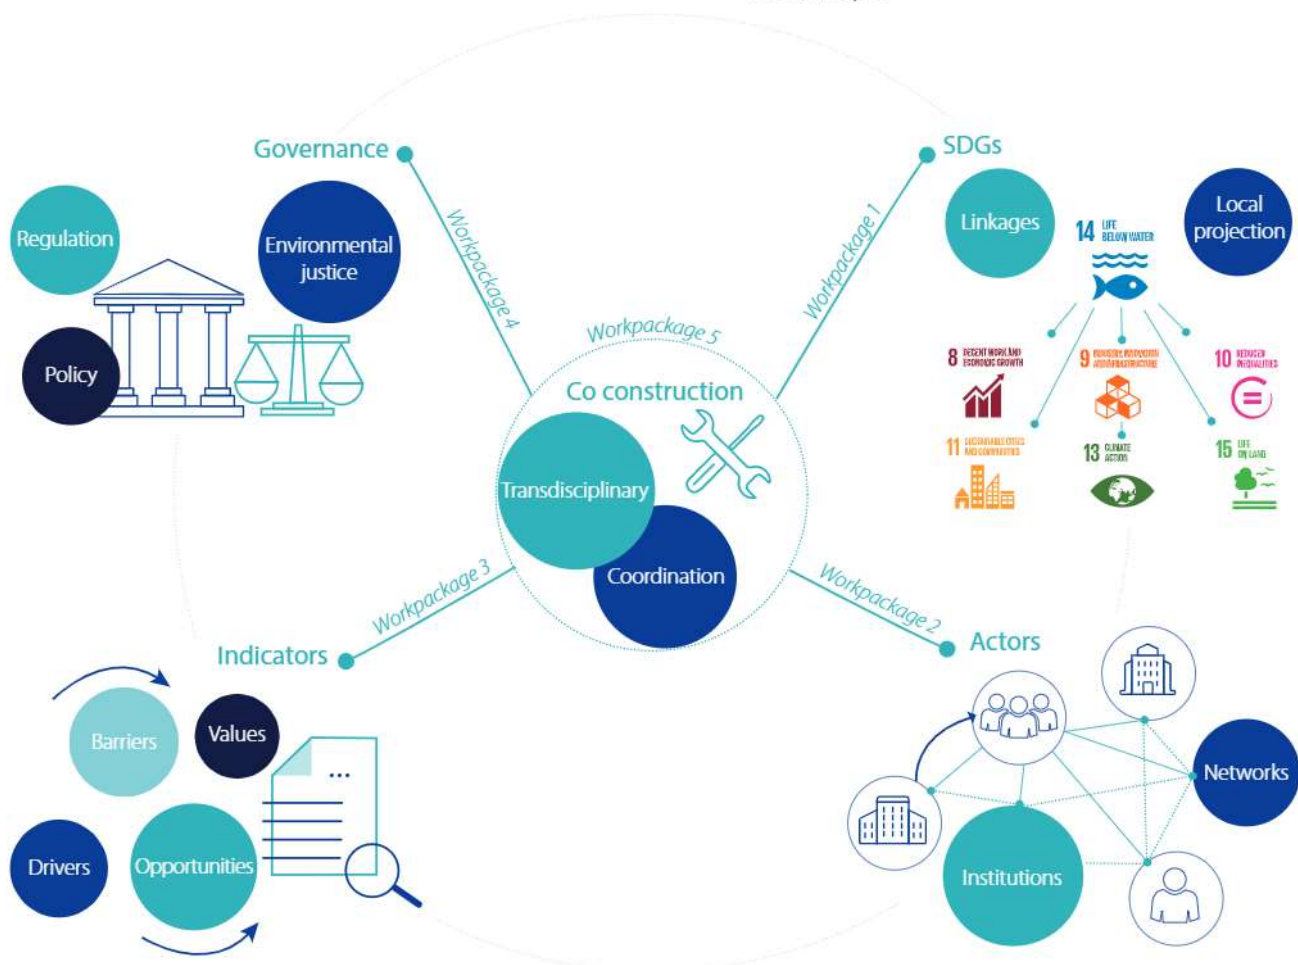 Governance
SDGs
Regulation
Environmental
justice
Policy
Workpackage 4
Workpackage 1
Linkages
Local
projection
14 LIFE
BELOW WATER
8 DECENT WORK AND
ECONOMIC GROWTH
9 INDUSTRY, INNOVATION
AND INFRASTRUCTURE
10 REDUCED
INEQUALITIES
11 SUSTAINABLE CITIES
AND COMMUNITIES
13 CLIMATE
ACTION
15 LIFE
ON LAND
Workpackage 5
Co construction
Transdisciplinary
Coordination
Workpackage 3
Workpackage 2
Indicators
Actors
Barriers
Values
Drivers
Opportunities
Networks
Institutions